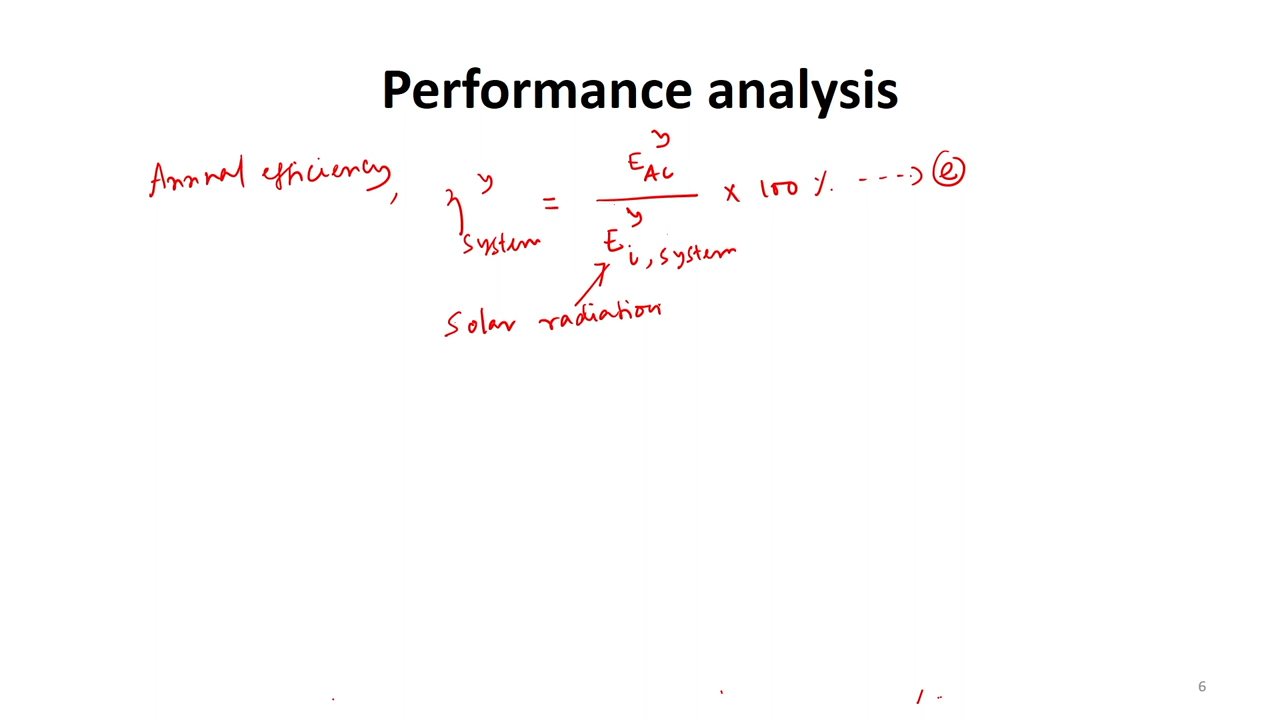 Performance analysis
Annual efficiency, η^y_system = E^y_AC / E^y_i, system × 100 % ----> ⓔ
Solar radiation
6